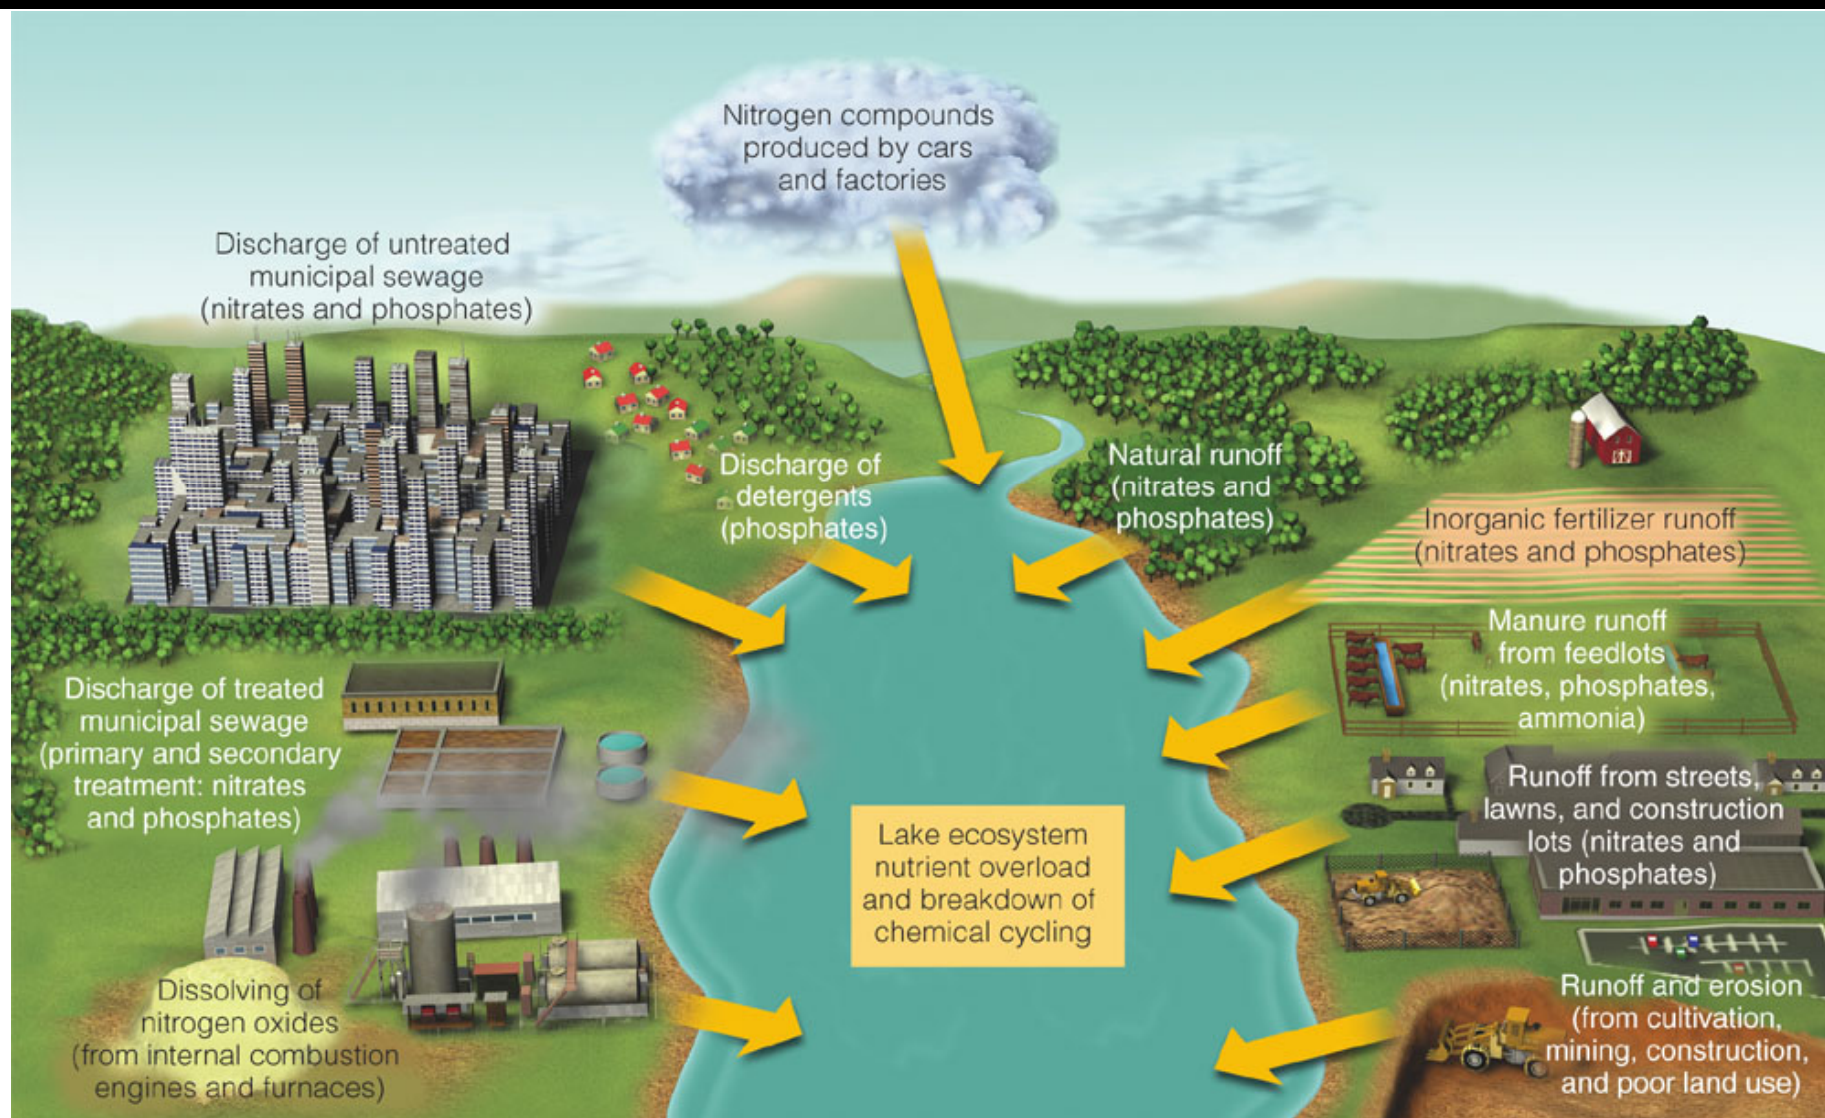 Nitrogen compounds
produced by cars
and factories
Discharge of untreated
municipal sewage
(nitrates and phosphates)
Discharge of
detergents
(phosphates)
Natural runoff
(nitrates and
phosphates)
Inorganic fertilizer runoff
(nitrates and phosphates)
Manure runoff
from feedlots
(nitrates, phosphates,
ammonia)
Discharge of treated
municipal sewage
(primary and secondary
treatment: nitrates
and phosphates)
Runoff from streets,
lawns, and construction
lots (nitrates and
phosphates)
Lake ecosystem
nutrient overload
and breakdown of
chemical cycling
Dissolving of
nitrogen oxides
(from internal combustion
engines and furnaces)
Runoff and erosion
(from cultivation,
mining, construction,
and poor land use)